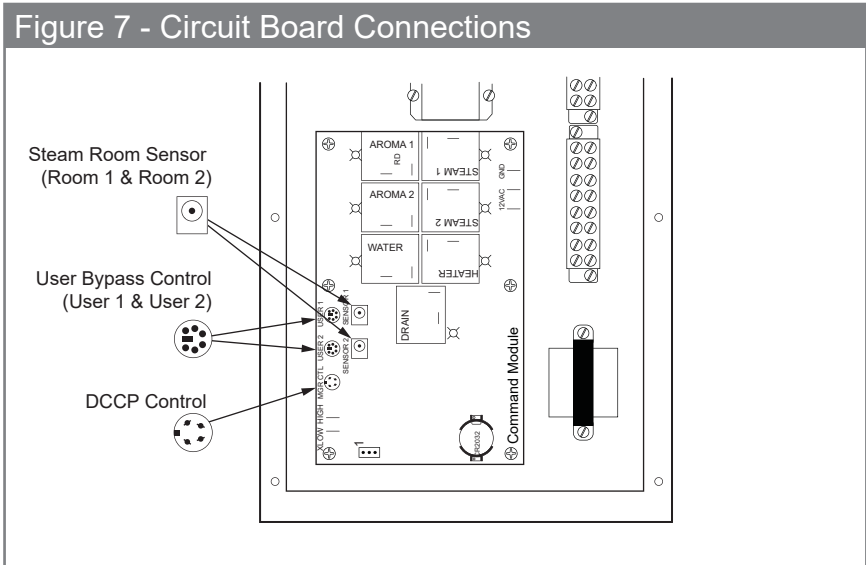 Figure 7 - Circuit Board Connections
Steam Room Sensor
(Room 1 & Room 2)
User Bypass Control
(User 1 & User 2)
DCCP Control
AROMA 1
RD
STEAM 1
GND
AROMA 2
STEAM 2
12VAC
WATER
HEATER
USER 1
SENSOR 1
DRAIN
USER 2
SENSOR 2
MGR CTL
HIGH
XLOW
1
CR2032
Command Module